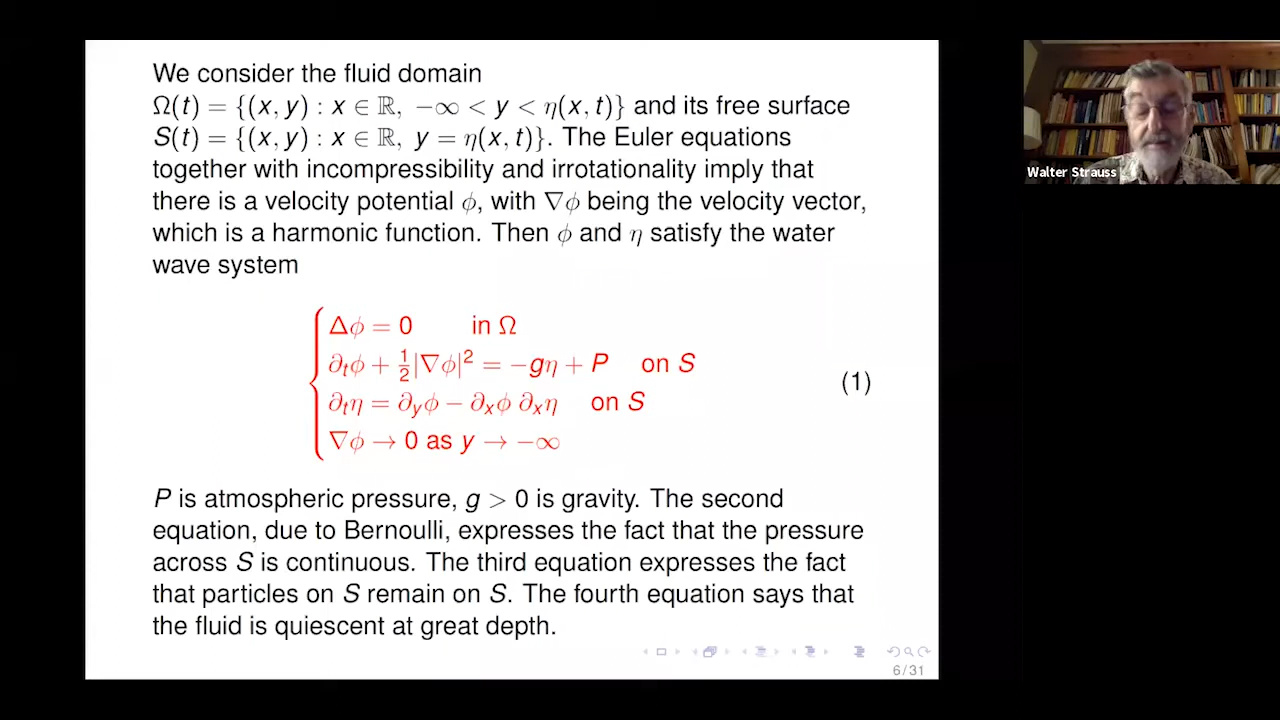 We consider the fluid domain
Ω(t) = {(x, y) : x ∈ ℝ, −∞ < y < η(x, t)} and its free surface
S(t) = {(x, y) : x ∈ ℝ, y = η(x, t)}. The Euler equations
together with incompressibility and irrotationality imply that
there is a velocity potential ϕ, with ∇ϕ being the velocity vector,
which is a harmonic function. Then ϕ and η satisfy the water
wave system
Δϕ = 0 in Ω
∂ₜϕ + ½|∇ϕ|² = −gη + P on S
∂ₜη = ∂ᵧϕ − ∂ₓϕ ∂ₓη on S
∇ϕ → 0 as y → −∞
(1)
P is atmospheric pressure, g > 0 is gravity. The second
equation, due to Bernoulli, expresses the fact that the pressure
across S is continuous. The third equation expresses the fact
that particles on S remain on S. The fourth equation says that
the fluid is quiescent at great depth.
6/31
Walter Strauss